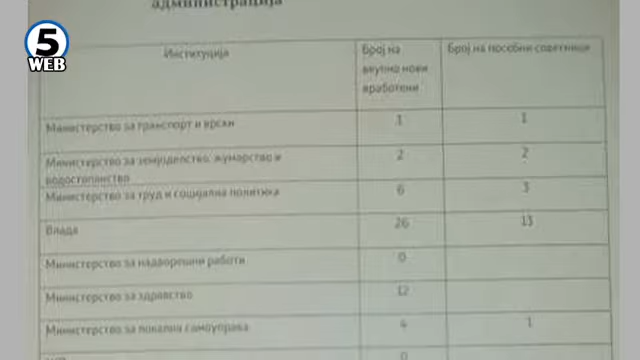 5
WEB
администрација
Институција
Број на
вкупно нови
вработени
Број на посебни советници
Министерство за транспорт и врски
1
1
Министерство за земјоделство, шумарство и
водостопанство
2
2
Министерство за труд и социјална политика
6
3
Влада
26
13
Министерство за надворешни работи
0
Министерство за здравство
12
Министерство за локална самоуправа
4
1
0